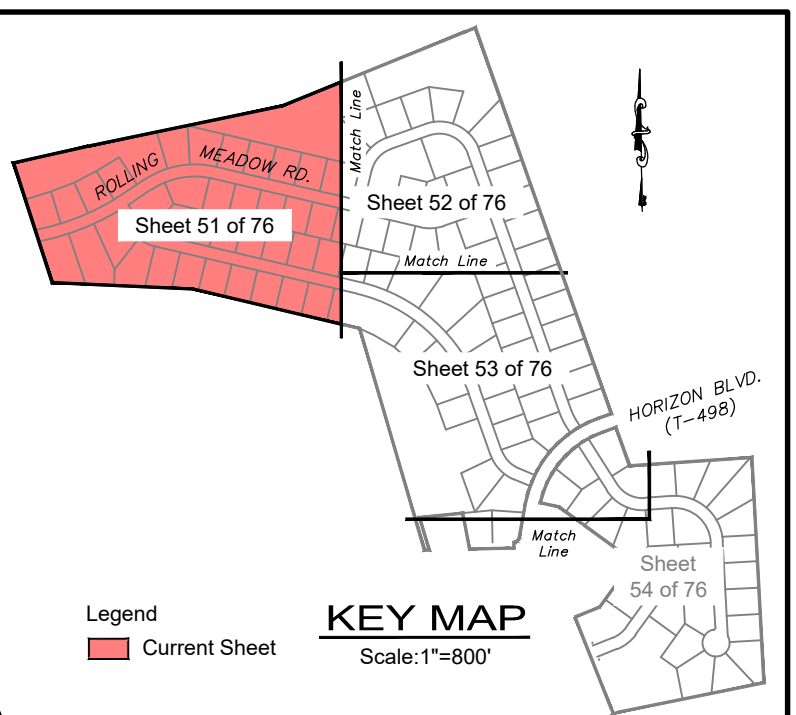 Match Line
ROLLING
MEADOW RD.
Sheet 52 of 76
Sheet 51 of 76
Match Line
Sheet 53 of 76
HORIZON BLVD.
(T-498)
Match
Line
Sheet
54 of 76
Legend
Current Sheet
KEY MAP
Scale:1"=800'